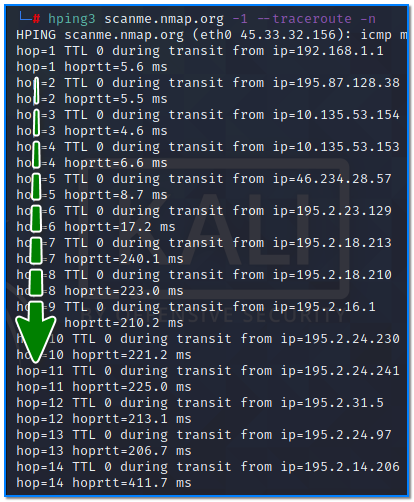 └─# hping3 scanme.nmap.org -1 --traceroute -n
HPING scanme.nmap.org (eth0 45.33.32.156): icmp m
hop=1 TTL 0 during transit from ip=192.168.1.1
hop=1 hoprtt=5.6 ms
hop=2 TTL 0 during transit from ip=195.87.128.38
hop=2 hoprtt=5.5 ms
hop=3 TTL 0 during transit from ip=10.135.53.154
hop=3 hoprtt=4.6 ms
hop=4 TTL 0 during transit from ip=10.135.53.153
hop=4 hoprtt=6.6 ms
hop=5 TTL 0 during transit from ip=46.234.28.57
hop=5 hoprtt=8.7 ms
hop=6 TTL 0 during transit from ip=195.2.23.129
hop=6 hoprtt=17.2 ms
hop=7 TTL 0 during transit from ip=195.2.18.213
hop=7 hoprtt=240.1 ms
hop=8 TTL 0 during transit from ip=195.2.18.210
hop=8 hoprtt=223.0 ms
hop=9 TTL 0 during transit from ip=195.2.16.1
hoprtt=210.2 ms
hop=10 TTL 0 during transit from ip=195.2.24.230
hop=10 hoprtt=221.2 ms
hop=11 TTL 0 during transit from ip=195.2.24.241
hop=11 hoprtt=225.0 ms
hop=12 TTL 0 during transit from ip=195.2.31.5
hop=12 hoprtt=213.1 ms
hop=13 TTL 0 during transit from ip=195.2.24.97
hop=13 hoprtt=206.7 ms
hop=14 TTL 0 during transit from ip=195.2.14.206
hop=14 hoprtt=411.7 ms
KALI